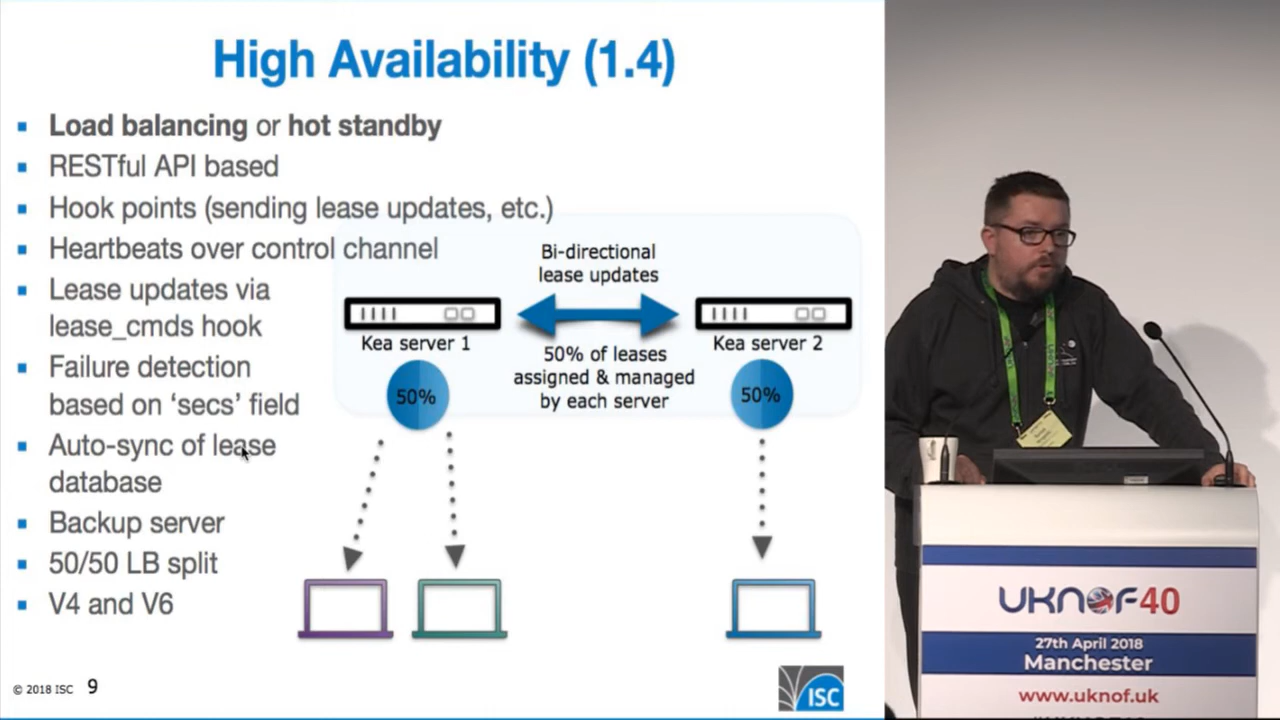 High Availability (1.4)
Load balancing or hot standby
RESTful API based
Hook points (sending lease updates, etc.)
Heartbeats over control channel
Lease updates via
lease_cmds hook
Failure detection
based on ‘secs’ field
Auto-sync of lease
database
Backup server
50/50 LB split
V4 and V6
Bi-directional
lease updates
Kea server 1
Kea server 2
50% of leases
assigned & managed
by each server
50%
50%
© 2018 ISC 9
ISC
UKNOF40
27th April 2018
Manchester
www.uknof.uk